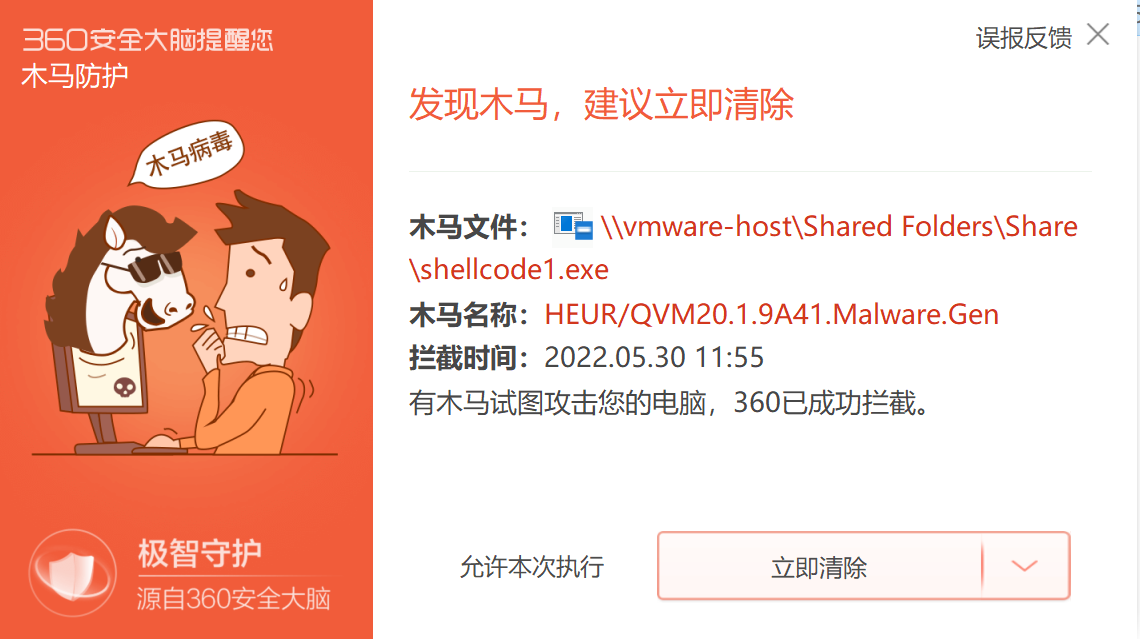 360安全大脑提醒您
木马防护
木马病毒
极智守护
源自360安全大脑
误报反馈
发现木马，建议立即清除
木马文件： \\vmware-host\Shared Folders\Share
\shellcode1.exe
木马名称：HEUR/QVM20.1.9A41.Malware.Gen
拦截时间：2022.05.30 11:55
有木马试图攻击您的电脑，360已成功拦截。
允许本次执行
立即清除